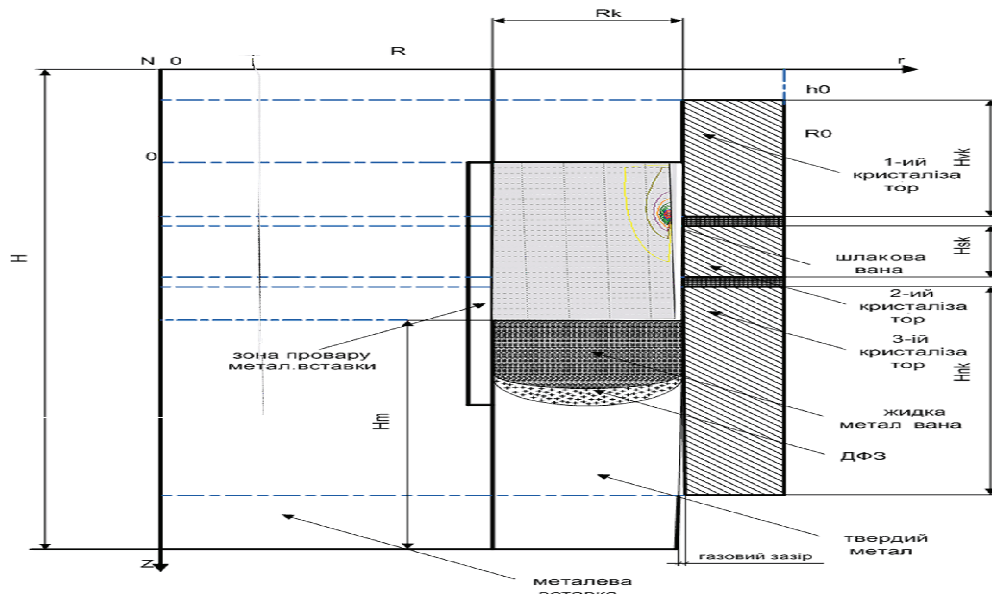 Rk
R
N 0 i r
h0
R0
0
1-ий
кристаліза
тор
Hvk
H
Hsk
шлакова
вана
2-ий
кристаліза
тор
3-ій
кристаліза
тор
зона провару
метал.вставки
Hnk
Hm
жидка
метал вана
ДФЗ
твердий
метал
газовий зазір
Z
металева
вставка